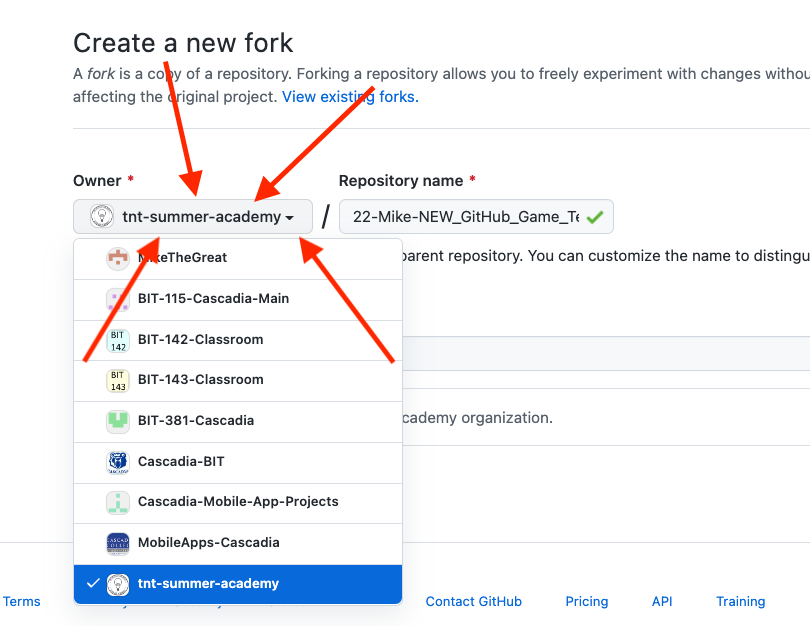 Create a new fork
A fork is a copy of a repository. Forking a repository allows you to freely experiment with changes withou
affecting the original project. View existing forks.
Owner * Repository name *
tnt-summer-academy / 22-Mike-NEW_GitHub_Game_Te
MikeTheGreat
parent repository. You can customize the name to distingu
BIT-115-Cascadia-Main
BIT 142 BIT-142-Classroom
BIT 143 BIT-143-Classroom
BIT-381-Cascadia
cademy organization.
Cascadia-BIT
Cascadia-Mobile-App-Projects
MobileApps-Cascadia
tnt-summer-academy
Terms Contact GitHub Pricing API Training